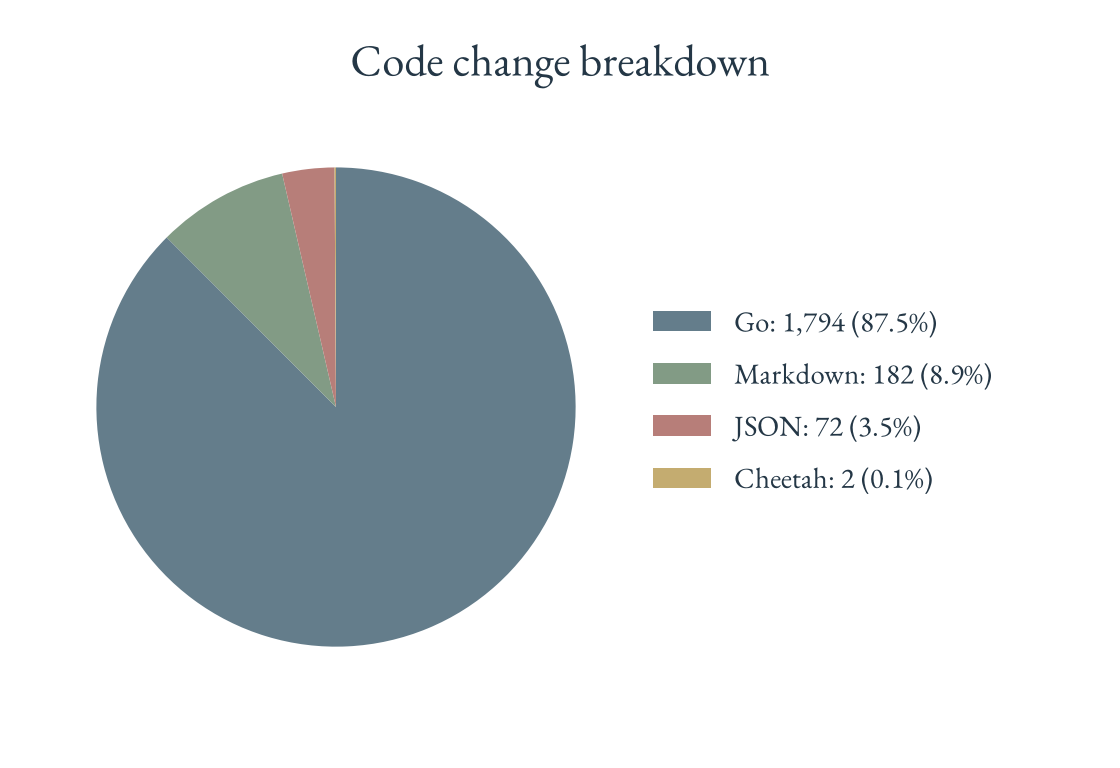 Code change breakdown
Go: 1,794 (87.5%)
Markdown: 182 (8.9%)
JSON: 72 (3.5%)
Cheetah: 2 (0.1%)